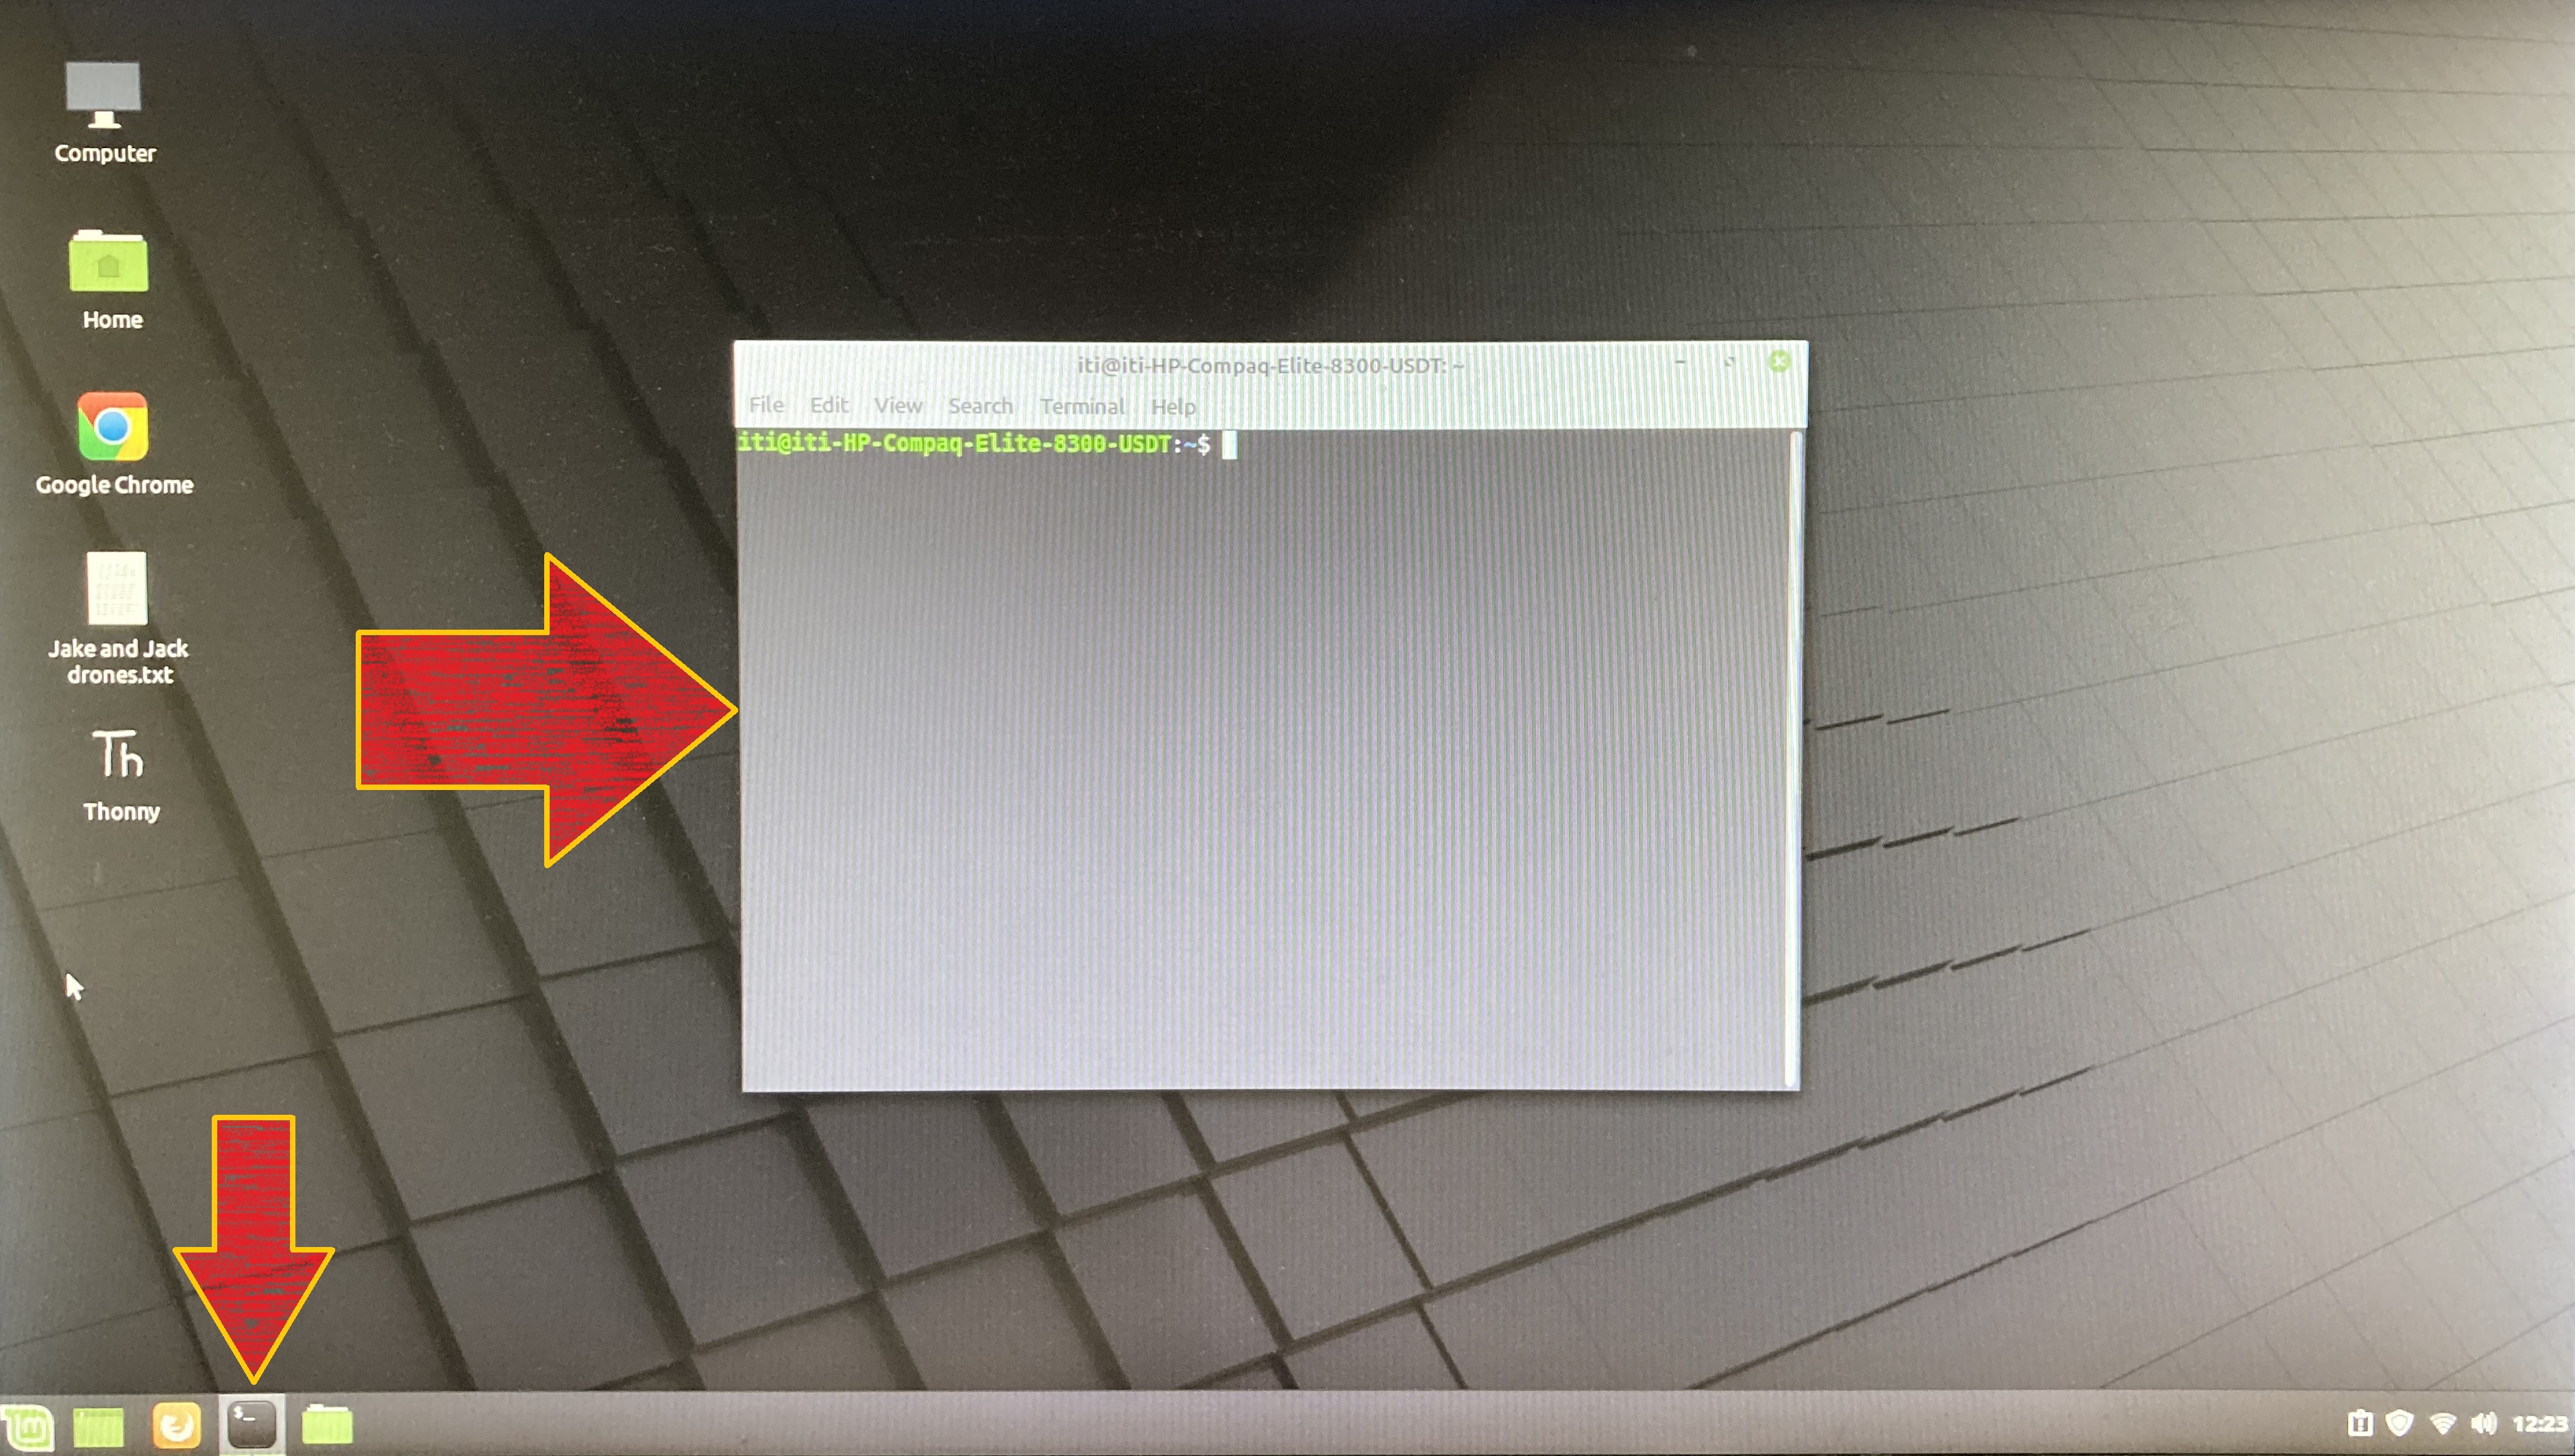 Computer
Home
Google Chrome
Jake and Jack
drones.txt
Th
Thonny
iti@iti-HP-Compaq-Elite-8300-USDT: ~
File Edit View Search Terminal Help
iti@iti-HP-Compaq-Elite-8300-USDT:~$
$_
12:23